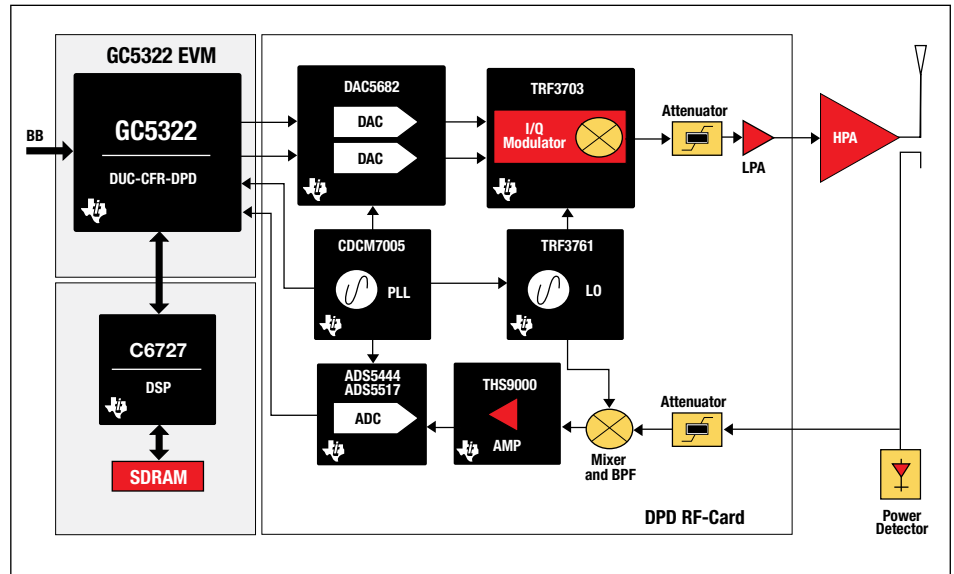 GC5322 EVM
BB
GC5322
DUC-CFR-DPD
C6727
DSP
SDRAM
DAC5682
DAC
DAC
TRF3703
I/Q
Modulator
Attenuator
LPA
HPA
CDCM7005
PLL
TRF3761
LO
ADS5444
ADS5517
ADC
THS9000
AMP
Mixer
and BPF
Attenuator
DPD RF-Card
Power
Detector